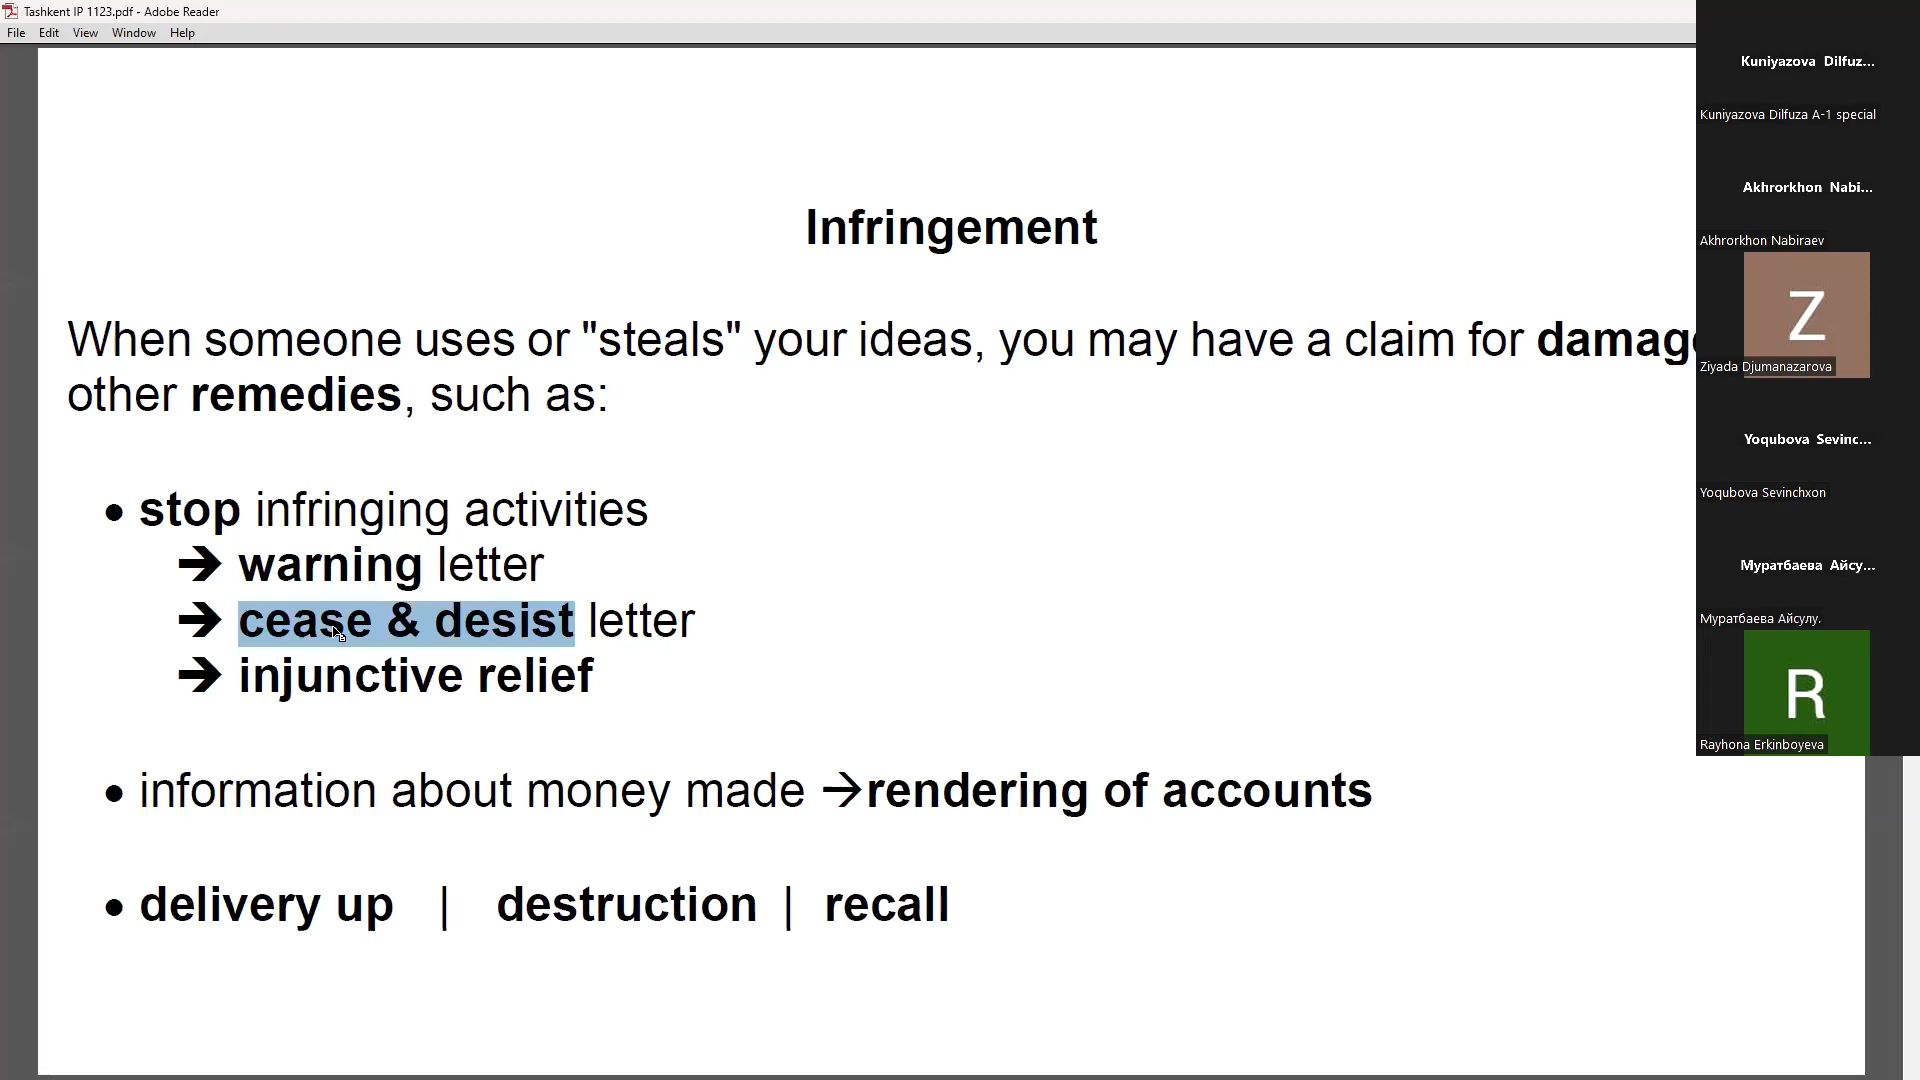 Tashkent IP 1123.pdf - Adobe Reader
File Edit View Window Help
Infringement
When someone uses or "steals" your ideas, you may have a claim for
other remedies, such as:
• stop infringing activities
➔ warning letter
➔ cease & desist letter
➔ injunctive relief
• information about money made →rendering of accounts
• delivery up | destruction | recall
Kuniyazova Dilfuz...
Kuniyazova Dilfuza A-1 special
Akhrorkhon Nabi...
Akhrorkhon Nabiraev
Z
Ziyada Djumanazarova
Yoqubova Sevinc...
Yoqubova Sevinchxon
Муратбаева Айсу...
Муратбаева Айсулу.
R
Rayhona Erkinboyeva